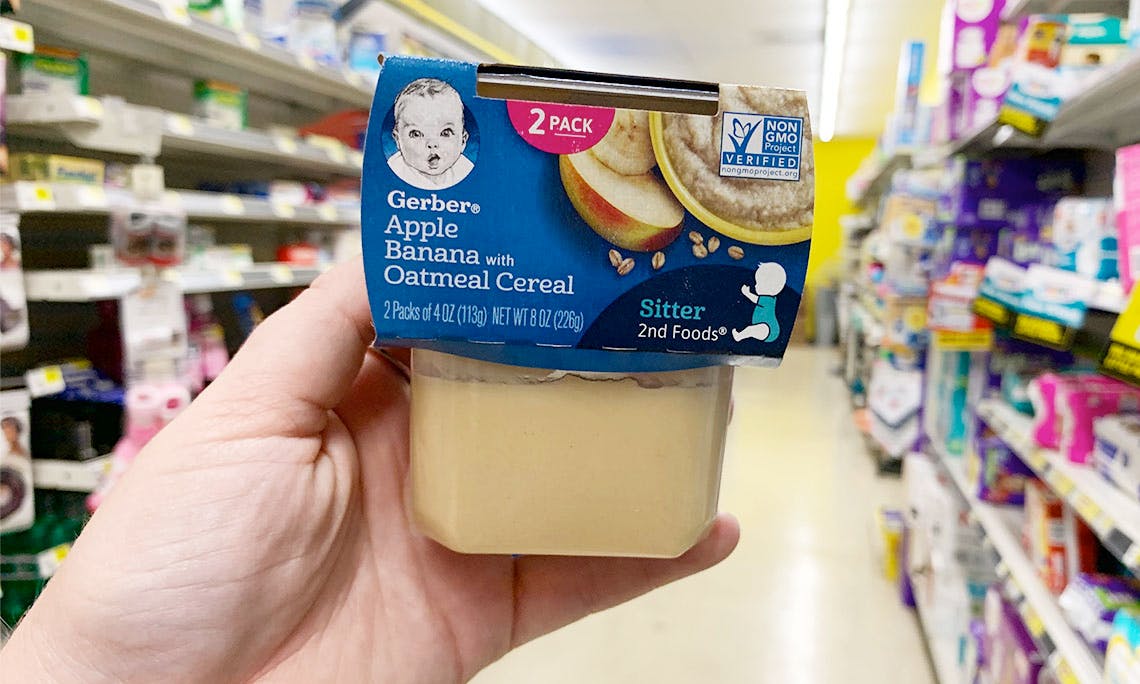 2 PACK
NON
GMO
Project
VERIFIED
nongmoproject.org
Gerber®
Apple
Banana with
Oatmeal Cereal
2 Packs of 4 OZ (113g) NET WT 8 OZ (226g)
Sitter
2nd Foods®